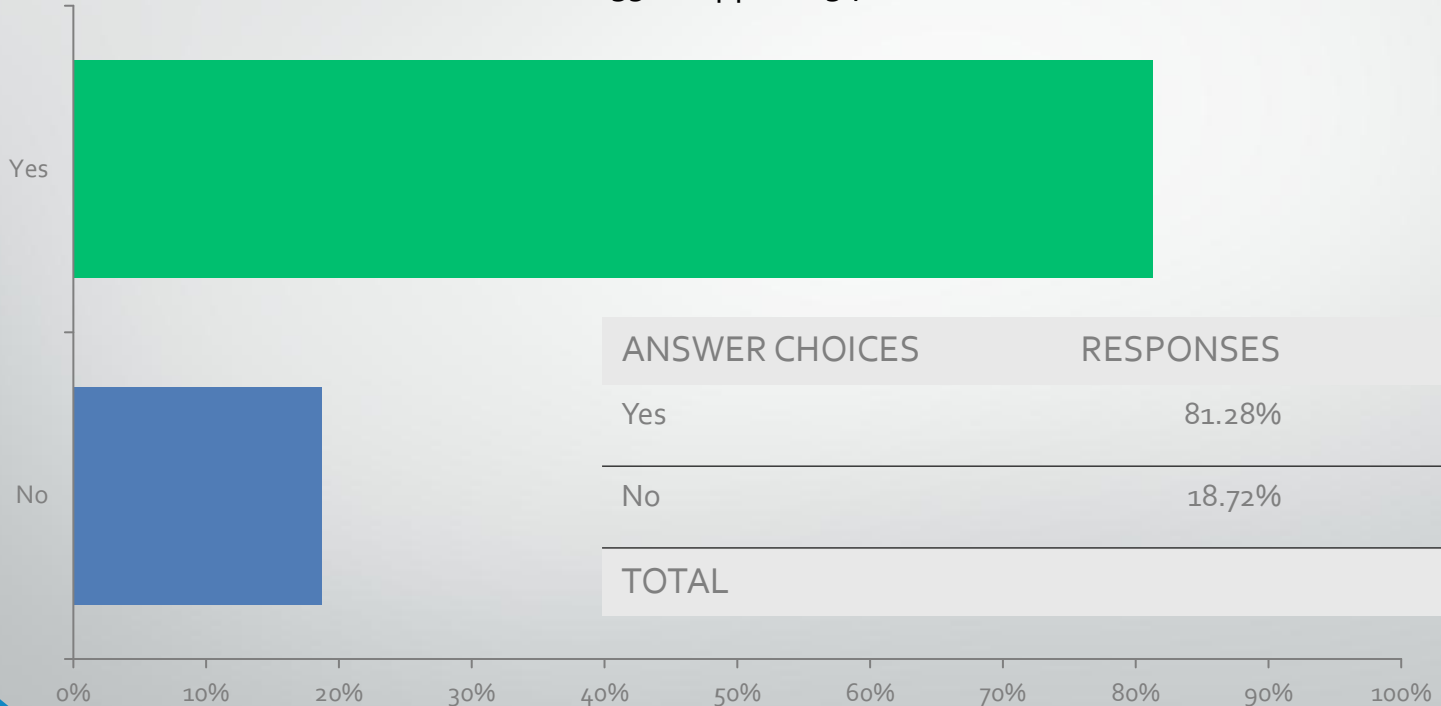 Yes
ANSWER CHOICES RESPONSES
Yes 81.28%
No 18.72%
TOTAL
No
0% 10% 20% 30% 40% 50% 60% 70% 80% 90% 100%